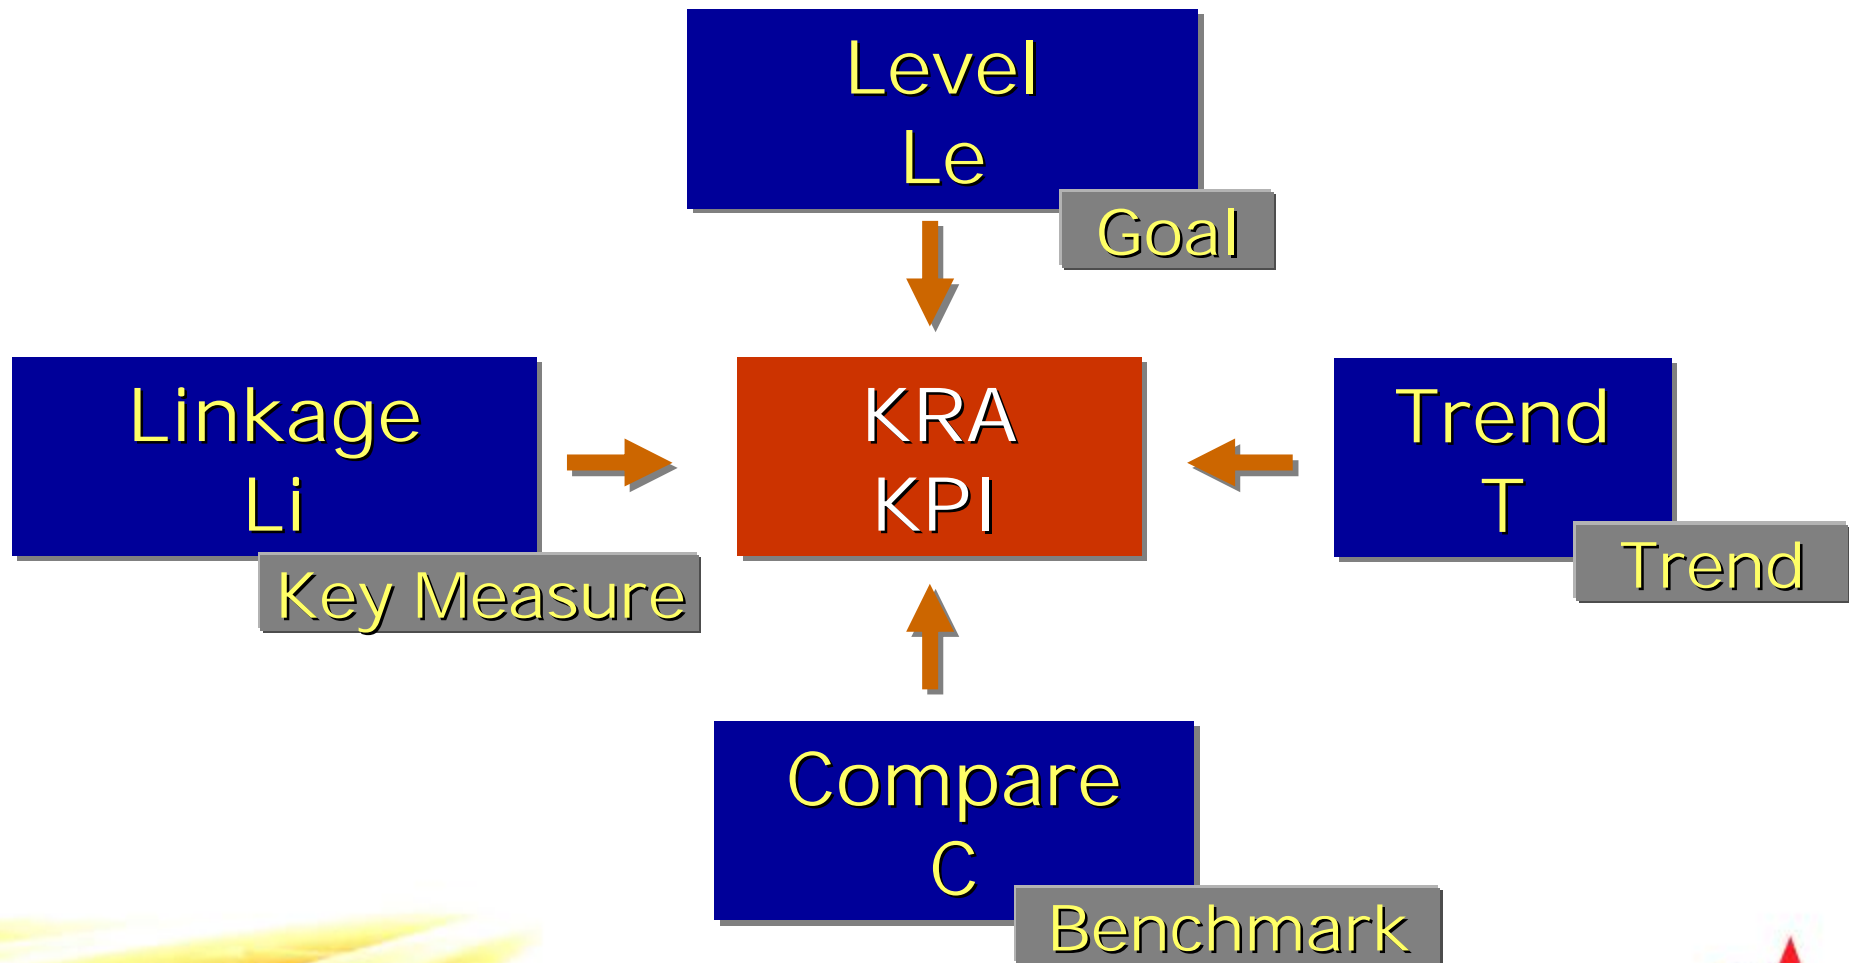 Level
Le
Goal
Linkage
Li
Key Measure
KRA
KPI
Trend
T
Trend
Compare
C
Benchmark